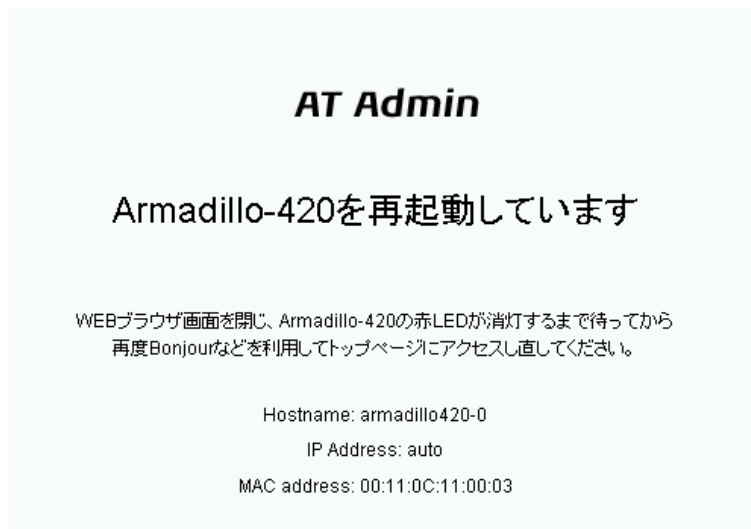 AT Admin
Armadillo-420を再起動しています
WEBブラウザ画面を閉じ、Armadillo-420の赤LEDが消灯するまで待ってから
再度Bonjourなどを利用してトップページにアクセスし直してください。
Hostname: armadillo420-0
IP Address: auto
MAC address: 00:11:0C:11:00:03